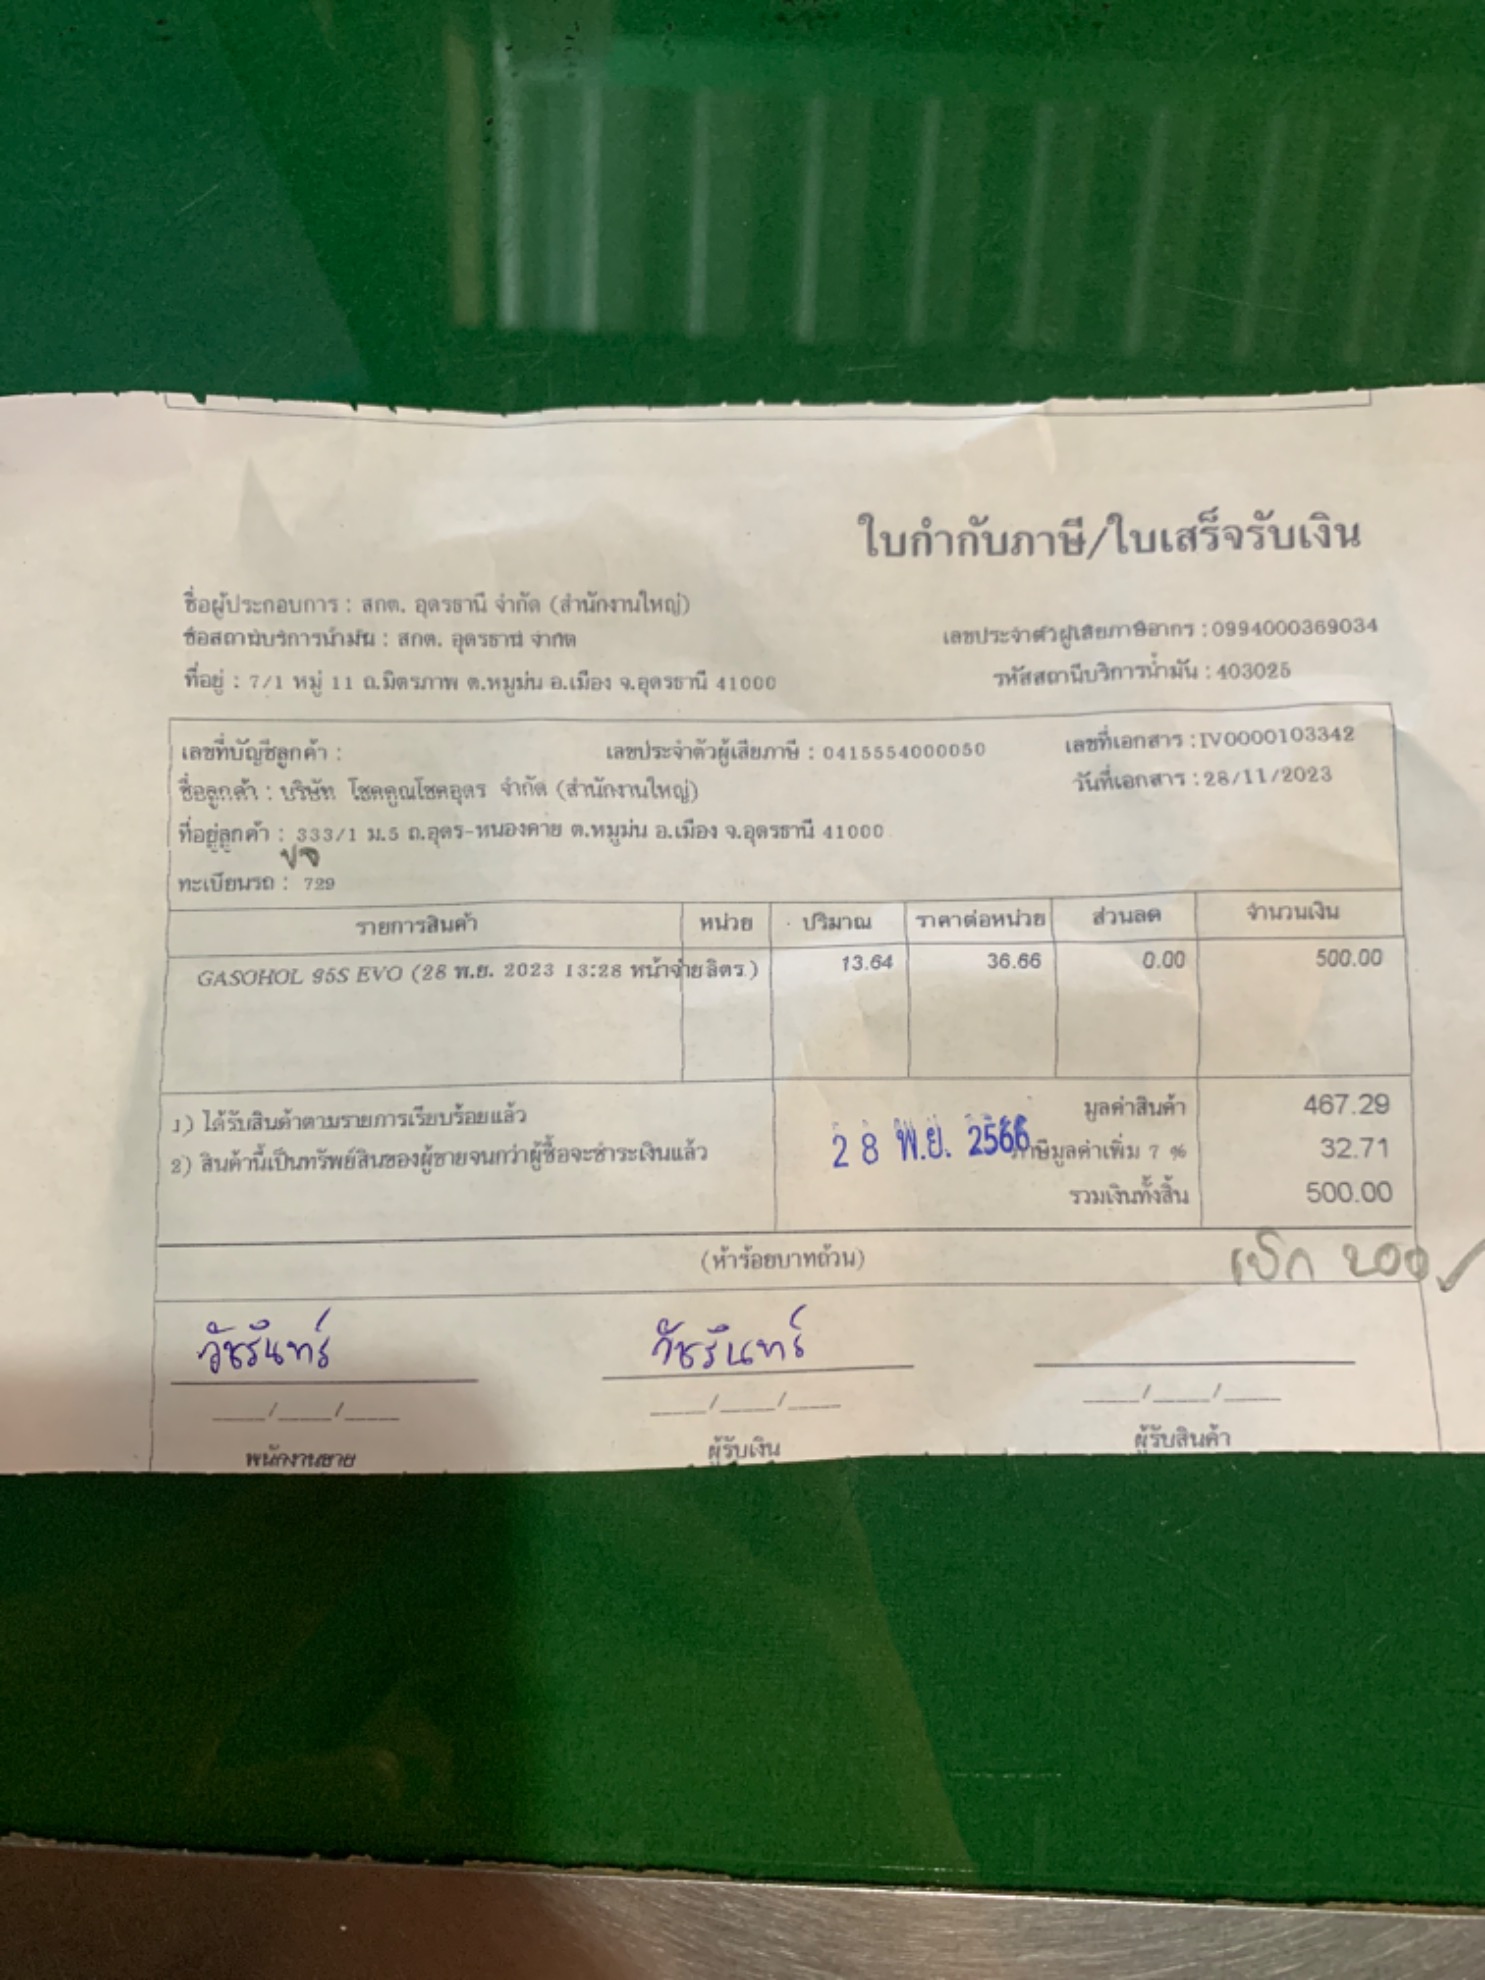 ใบกำกับภาษี/ใบเสร็จรับเงิน
ชื่อผู้ประกอบการ : สกต. อุดรธานี จำกัด (สำนักงานใหญ่)
ชื่อสถานีบริการน้ำมัน : สกต. อุดรธานี จำกัด เลขประจำตัวผู้เสียภาษีอากร : 0994000369034
ที่อยู่ : 7/1 หมู่ 11 ถ.มิตรภาพ ต.หมูม่น อ.เมือง จ.อุดรธานี 41000 รหัสสถานีบริการน้ำมัน : 403025
เลขที่บัญชีลูกค้า : เลขประจำตัวผู้เสียภาษี : 0415554000050 เลขที่เอกสาร : IV0000103342
ชื่อลูกค้า : บริษัท โชคคูณโชคอุดร จำกัด (สำนักงานใหญ่) วันที่เอกสาร : 28/11/2023
ที่อยู่ลูกค้า : 333/1 ม.5 ถ.อุดร-หนองคาย ต.หมูม่น อ.เมือง จ.อุดรธานี 41000
ทะเบียนรถ : 729
รายการสินค้า หน่วย ปริมาณ ราคาต่อหน่วย ส่วนลด จำนวนเงิน
GASOHOL 95S EVO (28 พ.ย. 2023 13:28 หน้าจ่าย ลิตร ) 13.64 36.66 0.00 500.00
1) ได้รับสินค้าตามรายการเรียบร้อยแล้ว มูลค่าสินค้า 467.29
2) สินค้านี้เป็นทรัพย์สินของผู้ขายจนกว่าผู้ซื้อจะชำระเงินแล้ว 28 พ.ย. 2566 ภาษีมูลค่าเพิ่ม 7 % 32.71
รวมเงินทั้งสิ้น 500.00
(ห้าร้อยบาทถ้วน)
วัชรินทร์ วัชรินทร์
___/___/___ ___/___/___ ___/___/___
พนักงานขาย ผู้รับเงิน ผู้รับสินค้า